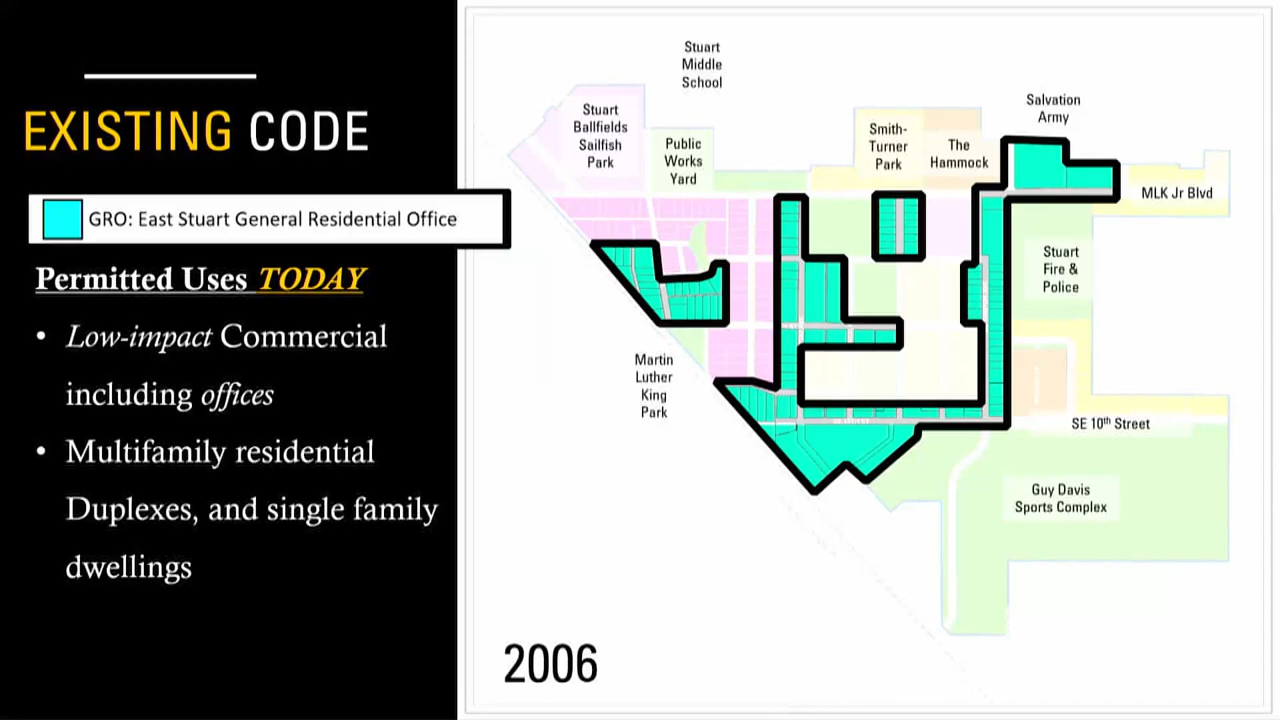 EXISTING CODE
GRO: East Stuart General Residential Office
Permitted Uses TODAY
• Low-impact Commercial
including offices
• Multifamily residential
Duplexes, and single family
dwellings
Stuart
Middle
School
Stuart
Ballfields
Sailfish
Park
Public
Works
Yard
Smith-
Turner
Park
The
Hammock
Salvation
Army
MLK Jr Blvd
Stuart
Fire &
Police
Martin
Luther
King
Park
SE 10th Street
Guy Davis
Sports Complex
2006